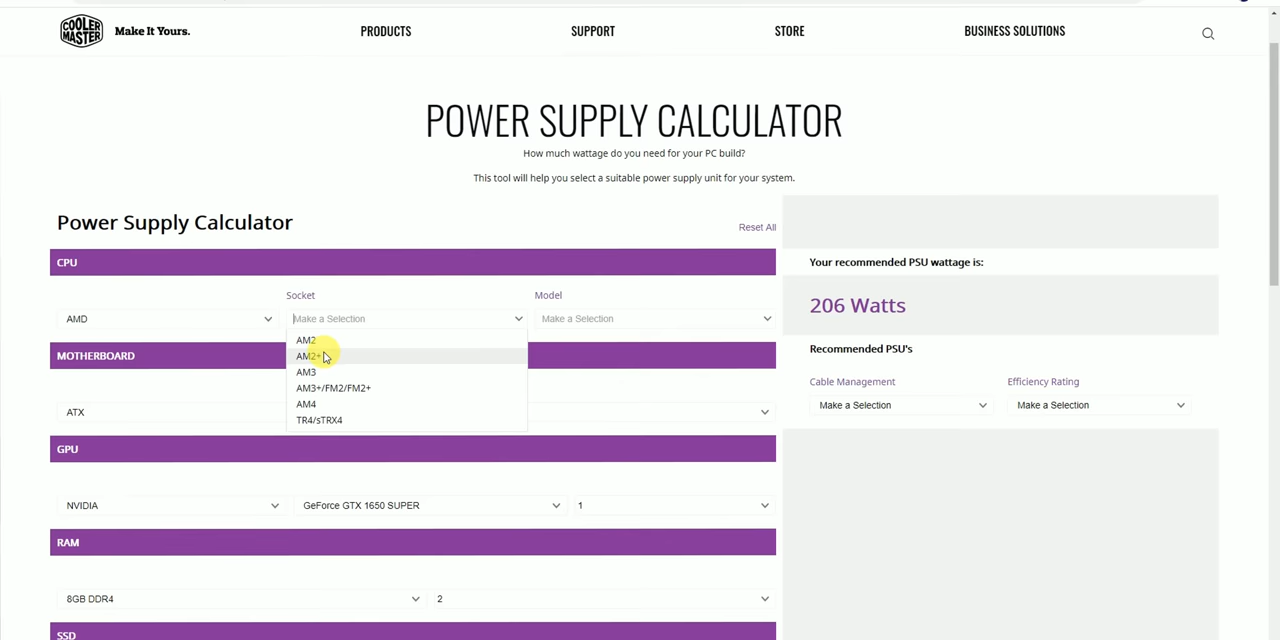 COOLER
MASTER
Make It Yours.
PRODUCTS
SUPPORT
STORE
BUSINESS SOLUTIONS
POWER SUPPLY CALCULATOR
How much wattage do you need for your PC build?
This tool will help you select a suitable power supply unit for your system.
Power Supply Calculator
Reset All
CPU
Your recommended PSU wattage is:
Socket
Model
206 Watts
AMD
Make a Selection
Make a Selection
AM2
AM2+
AM3
AM3+/FM2/FM2+
AM4
TR4/sTRX4
MOTHERBOARD
Recommended PSU's
Cable Management
Efficiency Rating
Make a Selection
Make a Selection
ATX
GPU
NVIDIA
GeForce GTX 1650 SUPER
1
RAM
8GB DDR4
2
SSD